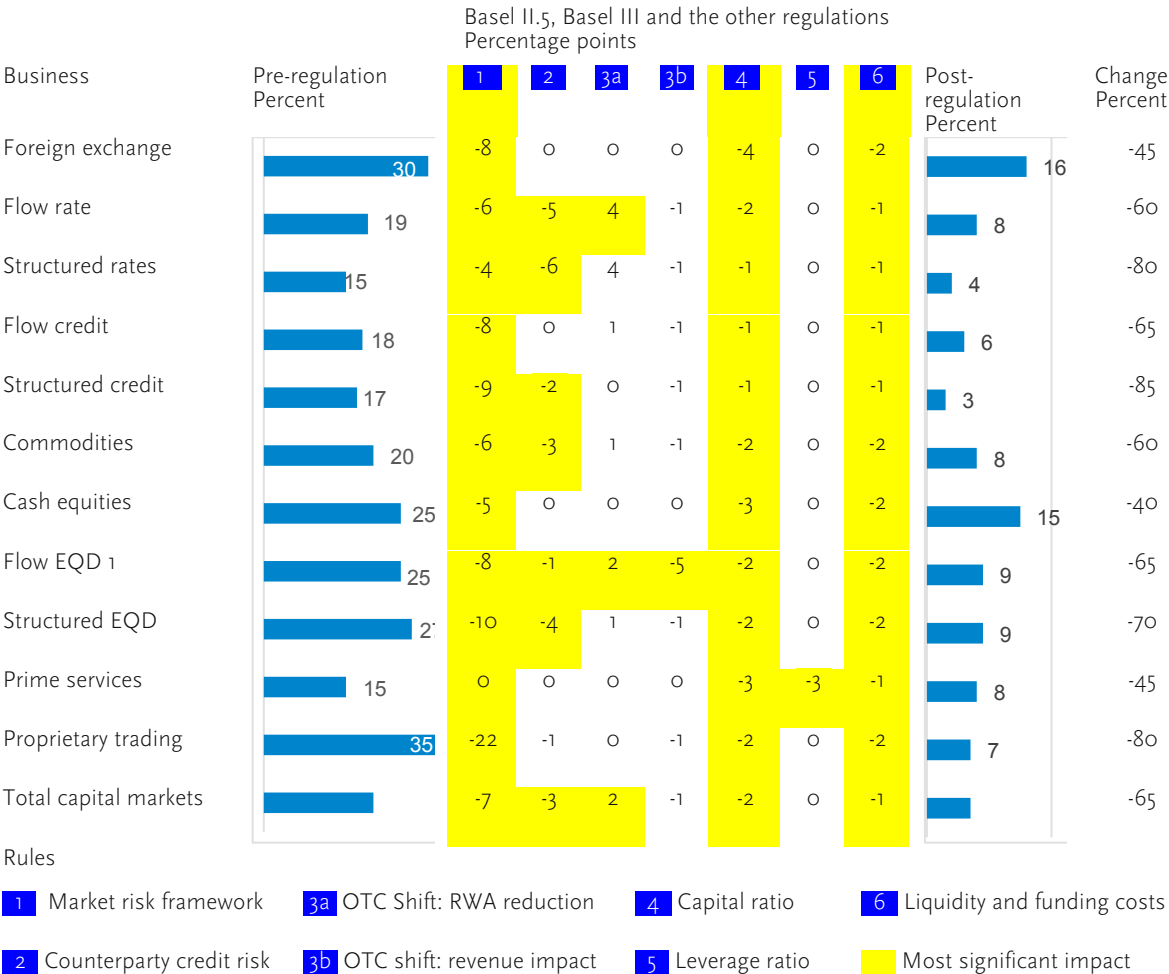 Basel II.5, Basel III and the other regulations
Percentage points
Business Pre-regulation Percent 1 2 3a 3b 4 5 6 Post-regulation Percent Change Percent
Foreign exchange 30 -8 0 0 0 -4 0 -2 16 -45
Flow rate 19 -6 -5 4 -1 -2 0 -1 8 -60
Structured rates 15 -4 -6 4 -1 -1 0 -1 4 -80
Flow credit 18 -8 0 1 -1 -1 0 -1 6 -65
Structured credit 17 -9 -2 0 -1 -1 0 -1 3 -85
Commodities 20 -6 -3 1 -1 -2 0 -2 8 -60
Cash equities 25 -5 0 0 0 -3 0 -2 15 -40
Flow EQD 1 25 -8 -1 2 -5 -2 0 -2 9 -65
Structured EQD -10 -4 1 -1 -2 0 -2 9 -70
Prime services 15 0 0 0 0 -3 -3 -1 8 -45
Proprietary trading 35 -22 -1 0 -1 -2 0 -2 7 -80
Total capital markets -7 -3 2 -1 -2 0 -1 -65
Rules
1 Market risk framework 3a OTC Shift: RWA reduction 4 Capital ratio 6 Liquidity and funding costs
2 Counterparty credit risk 3b OTC shift: revenue impact 5 Leverage ratio Most significant impact